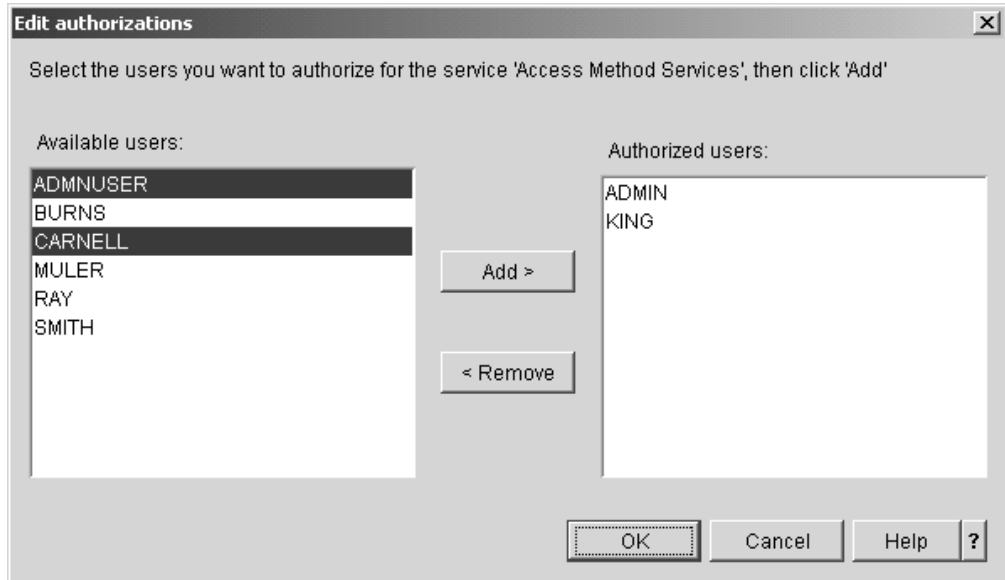 Edit authorizations
Select the users you want to authorize for the service 'Access Method Services', then click 'Add'
Available users:
ADMNUSER
BURNS
CARNELL
MULER
RAY
SMITH
Add >
< Remove
Authorized users:
ADMIN
KING
OK
Cancel
Help
?